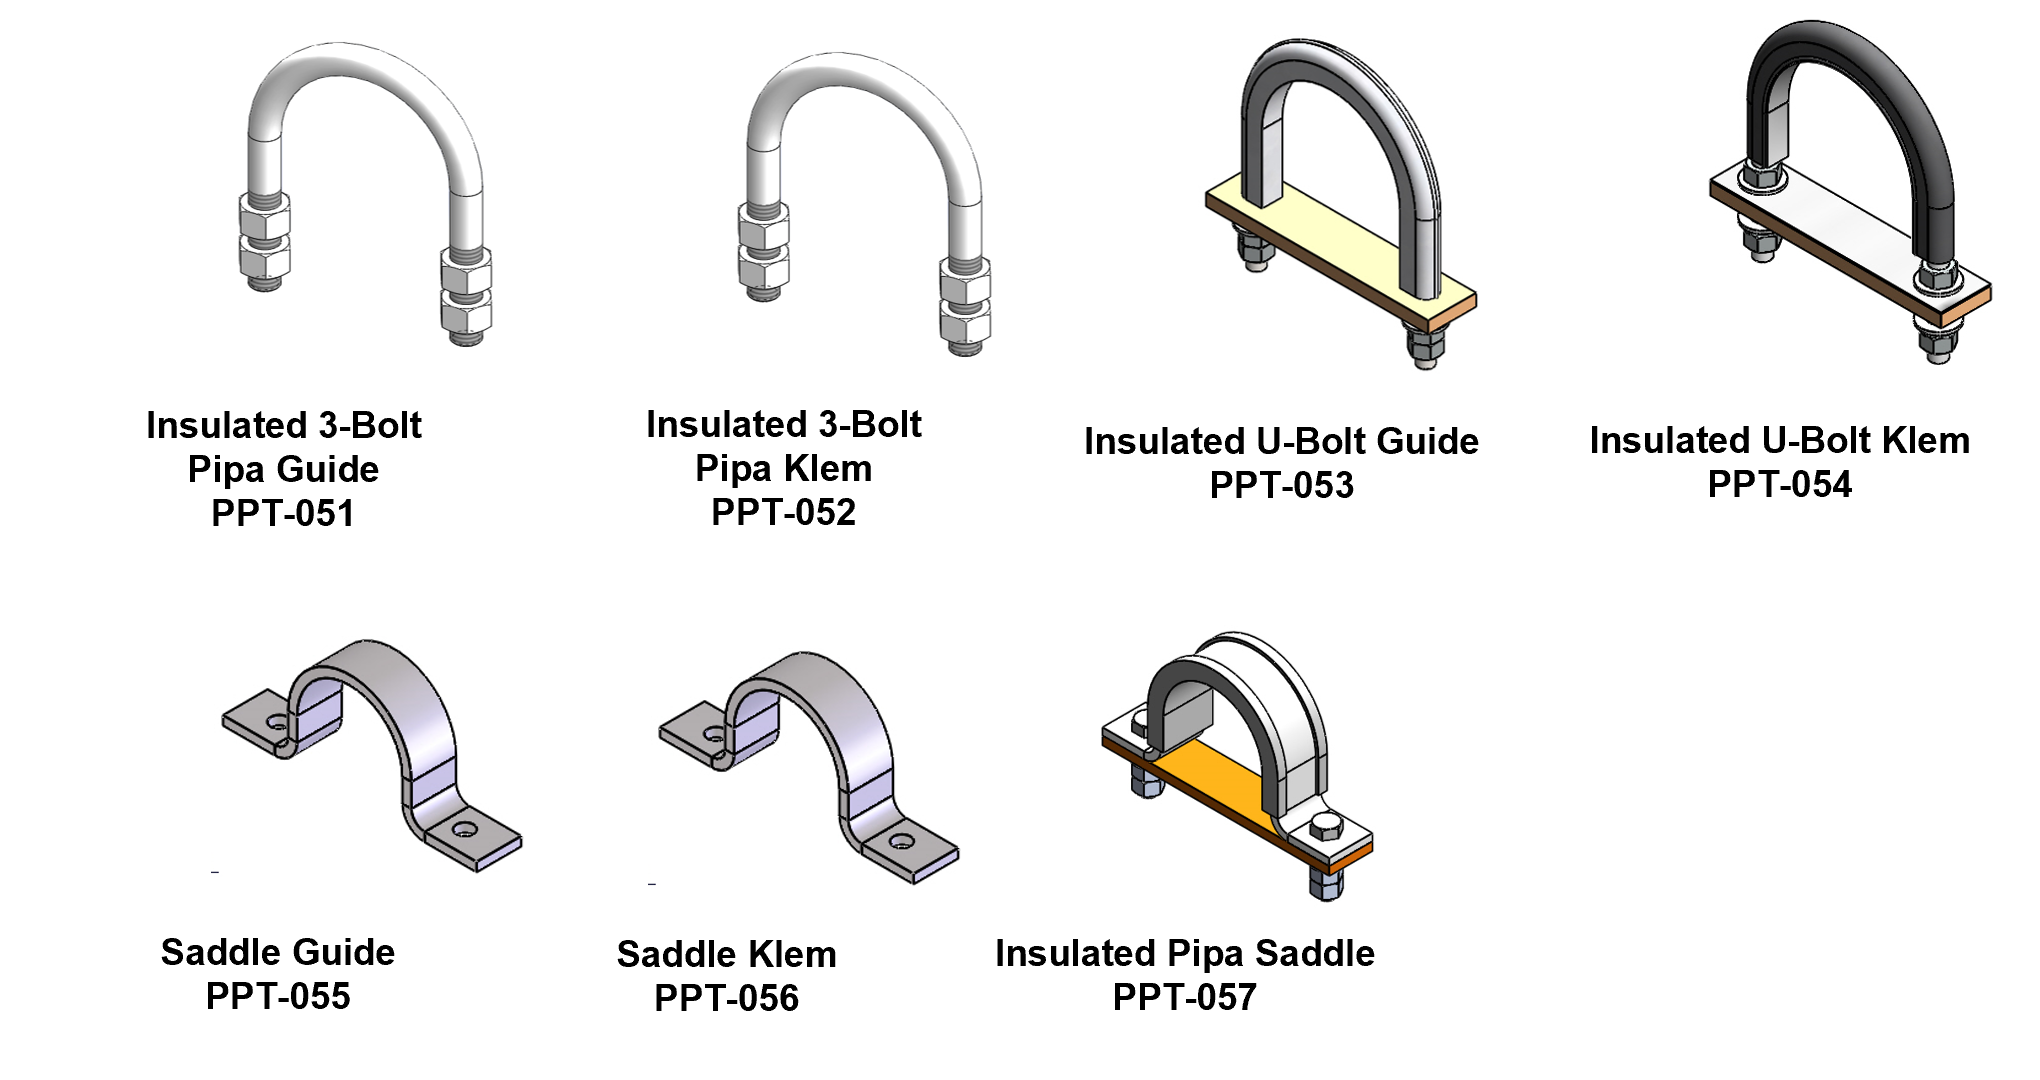 Insulated 3-Bolt
Pipa Guide
PPT-051
Insulated 3-Bolt
Pipa Klem
PPT-052
Insulated U-Bolt Guide
PPT-053
Insulated U-Bolt Klem
PPT-054
Saddle Guide
PPT-055
Saddle Klem
PPT-056
Insulated Pipa Saddle
PPT-057